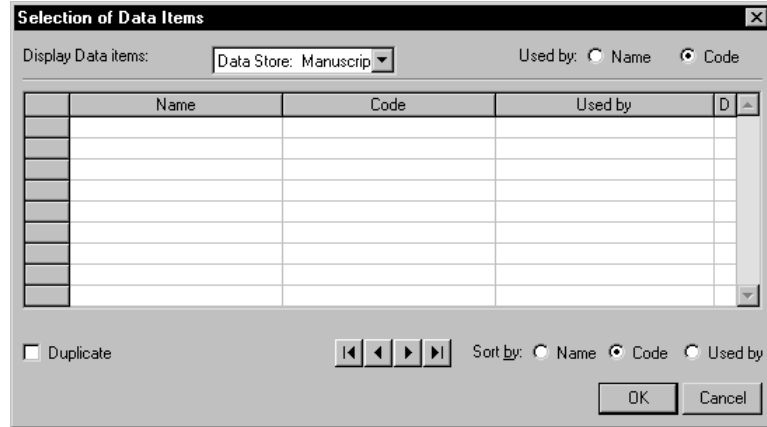 Selection of Data Items
Display Data items: Data Store: Manuscrip Used by: Name Code
Name Code Used by D
Duplicate Sort by: Name Code Used by
OK Cancel